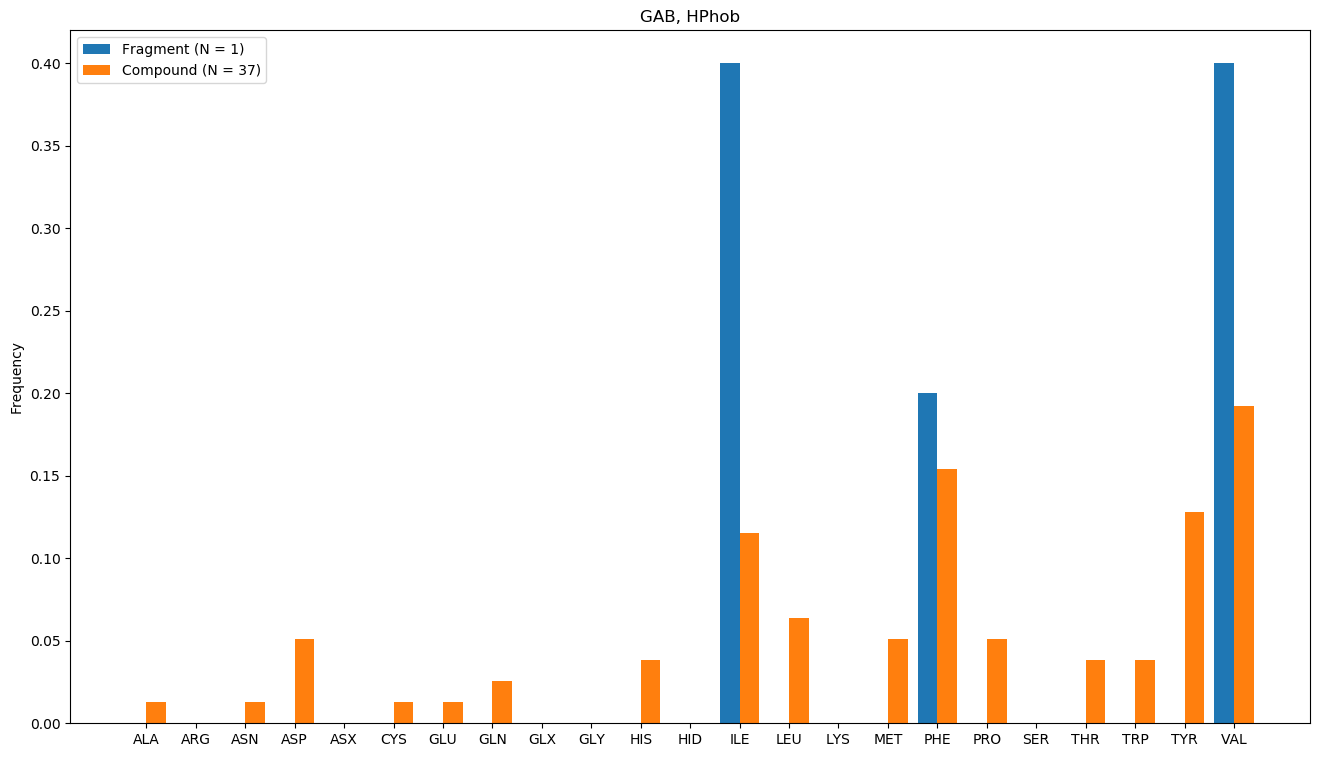 GAB, HPhob
Fragment (N = 1)
Compound (N = 37)
Frequency
0.40
0.35
0.30
0.25
0.20
0.15
0.10
0.05
0.00
ALA ARG ASN ASP ASX CYS GLU GLN GLX GLY HIS HID ILE LEU LYS MET PHE PRO SER THR TRP TYR VAL